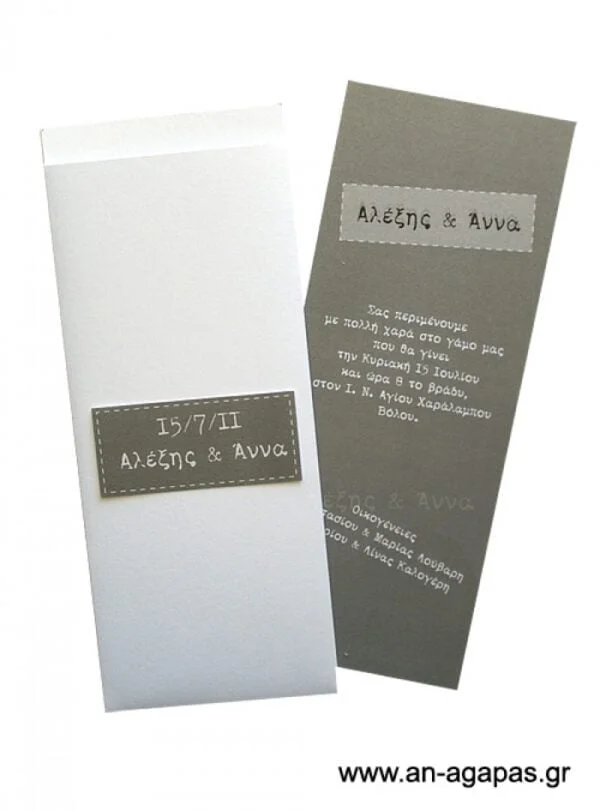 15/7/11
Αλέξης & Άννα
Αλέξης & Άννα
Σας περιμένουμε
με πολλή χαρά στο γάμο μας
που θα γίνει
την Κυριακή 15 Ιουλίου
και ώρα 8 το βράδυ,
στον Ι. Ν. Αγίου Χαράλαμπου
Βόλου.
& Άννα
Οικογένειες
& Μαρίας Λούβαρη
& Λίνας Καλογέρη
www.an-agapas.gr